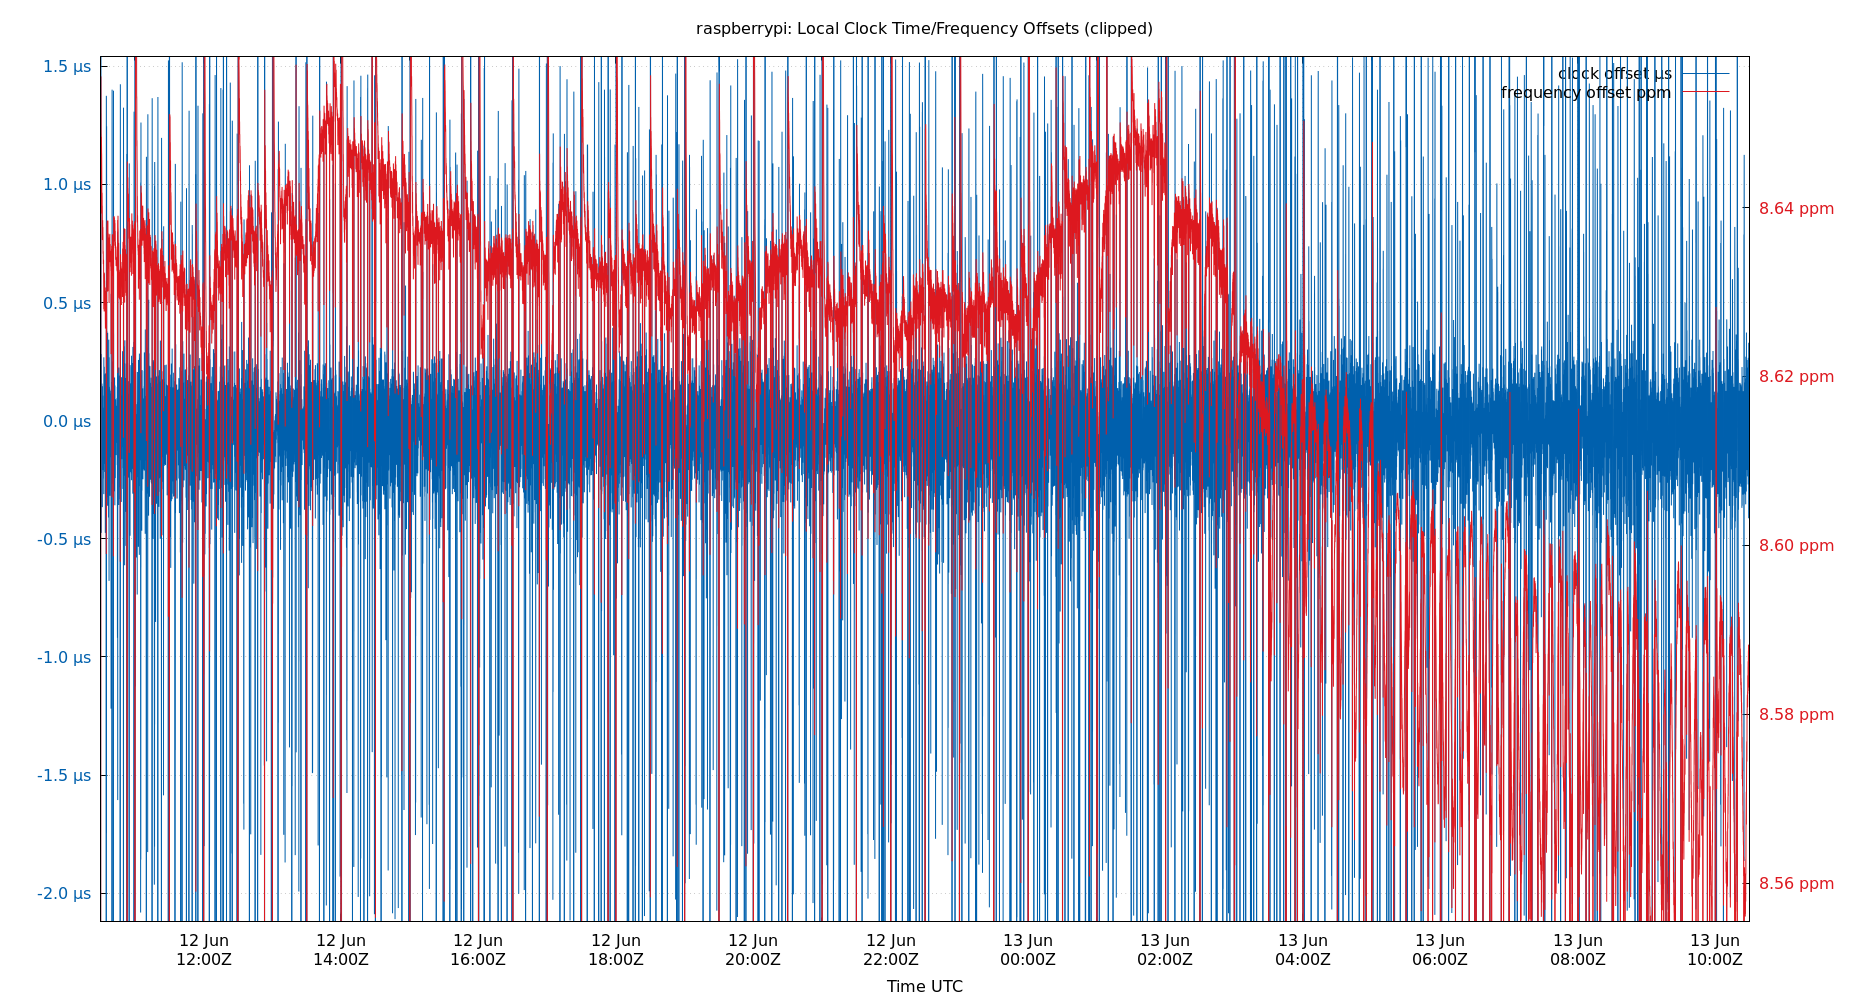 raspberrypi: Local Clock Time/Frequency Offsets (clipped)
clock offset µs
frequency offset ppm
1.5 µs
1.0 µs
0.5 µs
0.0 µs
-0.5 µs
-1.0 µs
-1.5 µs
-2.0 µs
8.64 ppm
8.62 ppm
8.60 ppm
8.58 ppm
8.56 ppm
12 Jun 12 Jun 12 Jun 12 Jun 12 Jun 12 Jun 13 Jun 13 Jun 13 Jun 13 Jun 13 Jun 13 Jun
12:00Z 14:00Z 16:00Z 18:00Z 20:00Z 22:00Z 00:00Z 02:00Z 04:00Z 06:00Z 08:00Z 10:00Z
Time UTC